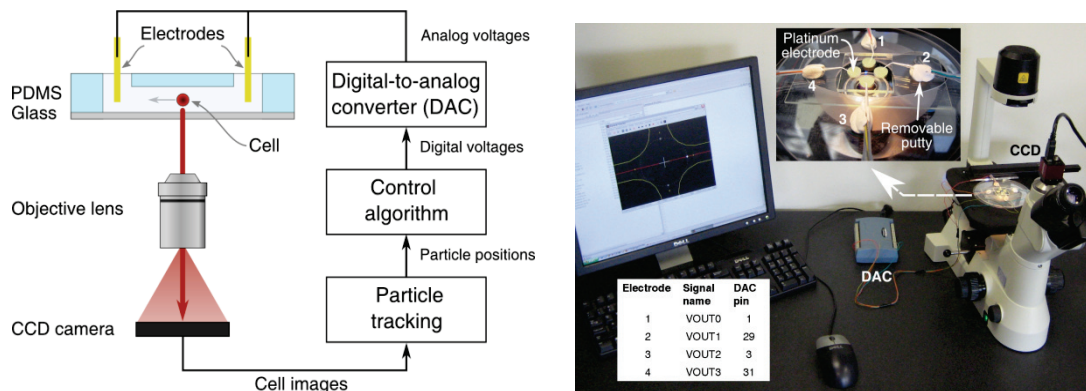 Electrodes
PDMS
Glass
Cell
Objective lens
CCD camera
Cell images
Analog voltages
Digital-to-analog
converter (DAC)
Digital voltages
Control
algorithm
Particle positions
Particle
tracking
Platinum
electrode
1
2
3
4
Removable
putty
CCD
DAC
DELL
Electrode Signal name DAC pin
1 VOUT0 1
2 VOUT1 29
3 VOUT2 3
4 VOUT3 31